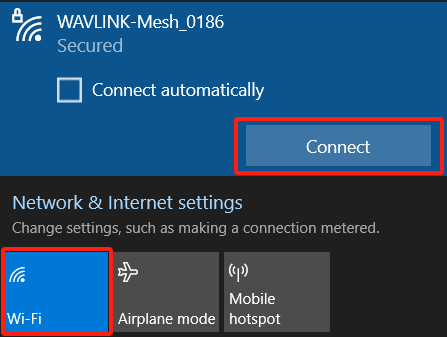 WAVLINK-Mesh_0186
Secured
Connect automatically
Connect
Network & Internet settings
Change settings, such as making a connection metered.
Wi-Fi
Airplane mode
Mobile
hotspot